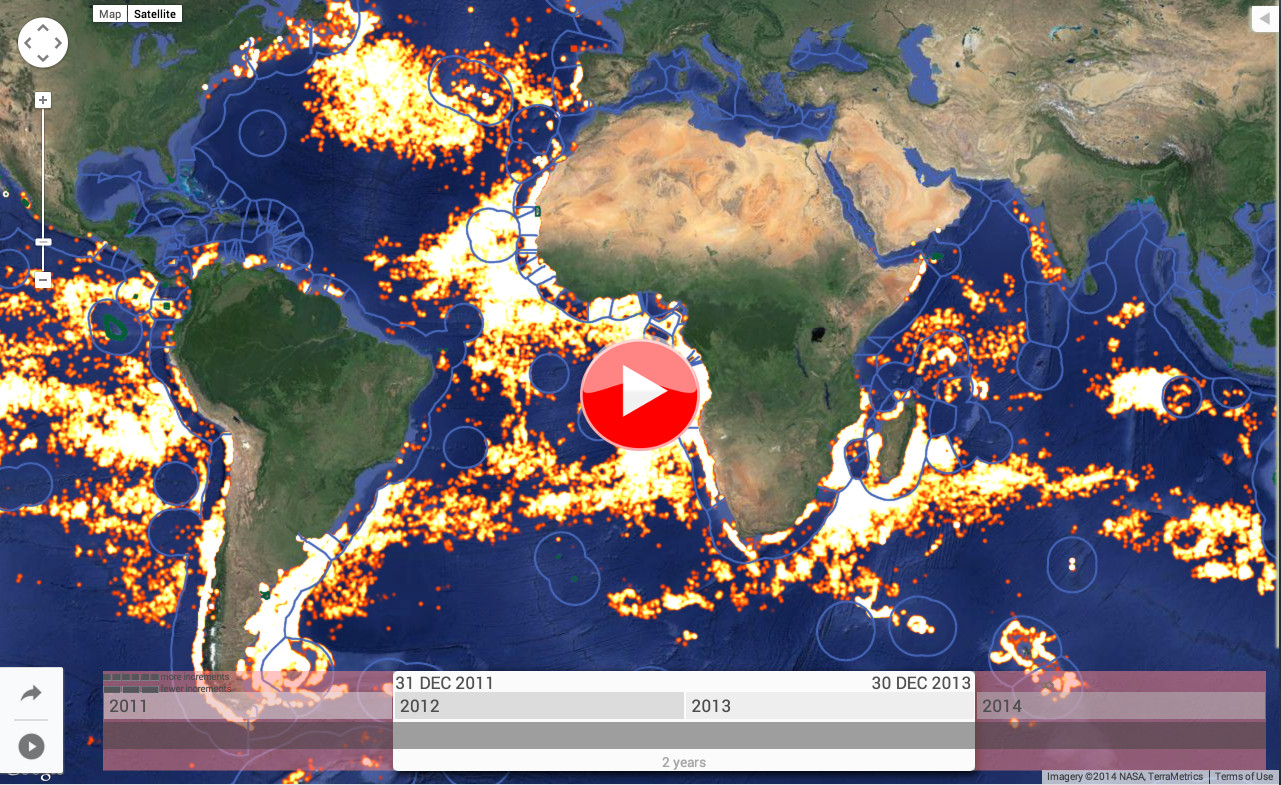 Map Satellite
more increments
fewer increments
31 DEC 2011 30 DEC 2013
2011 2012 2013 2014
2 years
Google
Imagery ©2014 NASA, TerraMetrics Terms of Use